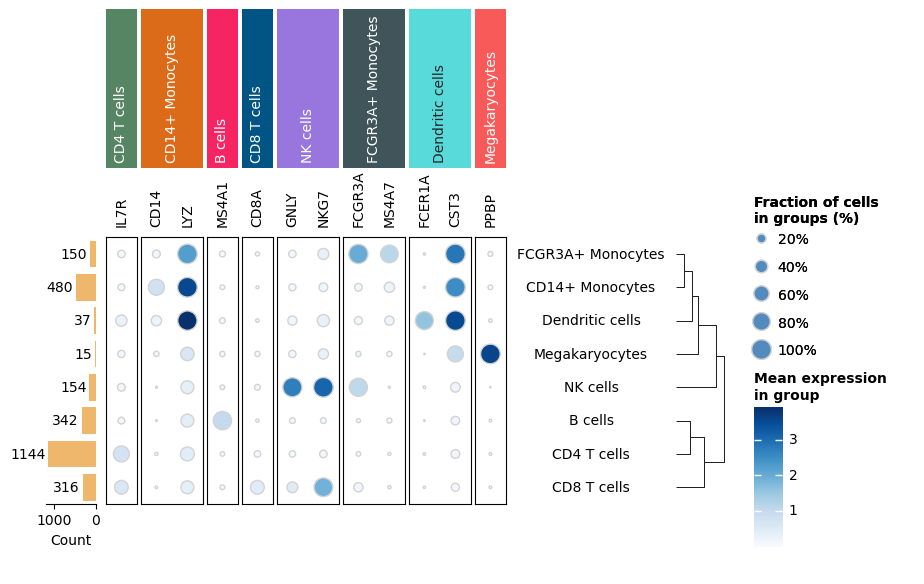 CD4 T cells
CD14+ Monocytes
B cells
CD8 T cells
NK cells
FCGR3A+ Monocytes
Dendritic cells
Megakaryocytes
IL7R
CD14
LYZ
MS4A1
CD8A
GNLY
NKG7
FCGR3A
MS4A7
FCER1A
CST3
PPBP
150
480
37
15
154
342
1144
316
1000
0
Count
FCGR3A+ Monocytes
CD14+ Monocytes
Dendritic cells
Megakaryocytes
NK cells
B cells
CD4 T cells
CD8 T cells
Fraction of cells
in groups (%)
20%
40%
60%
80%
100%
Mean expression
in group
3
2
1